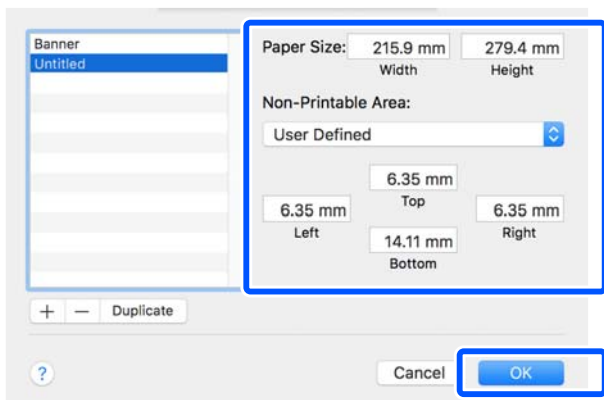 Banner
Untitled
Paper Size: 215.9 mm 279.4 mm
Width Height
Non-Printable Area:
User Defined
6.35 mm
Top
6.35 mm 6.35 mm
Left Right
14.11 mm
Bottom
+ − Duplicate
? Cancel OK